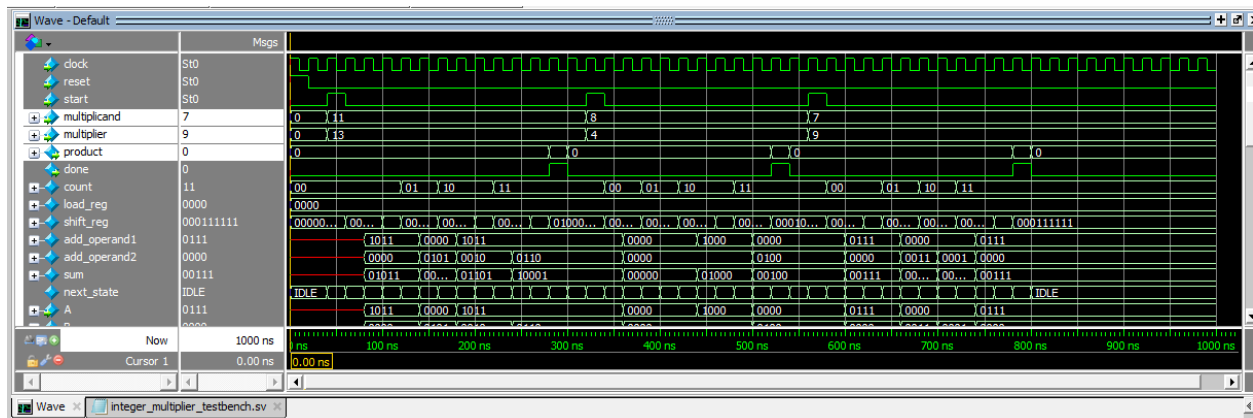 Wave - Default
Msgs
clock St0
reset St0
start St0
multiplicand 7 0 11 8 7
multiplier 9 0 13 4 9
product 0 0 0 0 0
done 0
count 11 00 01 10 11 00 01 10 11 00 01 10 11
load_reg 0000 0000
shift_reg 000111111 00000... 00... 00... 00... 00... 01000... 00... 00... 00... 00... 00010... 00... 00... 00... 00... 000111111
add_operand1 0111 1011 0000 1011 0000 1000 0000 0111 0000 0111
add_operand2 0000 0000 0101 0010 0110 0000 0100 0000 0011 0001 0000
sum 00111 01011 00... 01101 10001 00000 01000 00100 00111 00... 00... 00111
next_state IDLE IDLE IDLE
A 0111 1011 0000 1011 0000 1000 0000 0111 0000 0111
Now 1000 ns ns 100 ns 200 ns 300 ns 400 ns 500 ns 600 ns 700 ns 800 ns 900 ns 1000 ns
Cursor 1 0.00 ns 0.00 ns
Wave integer_multiplier_testbench.sv